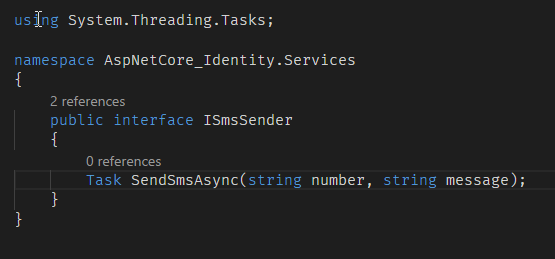 using System.Threading.Tasks;
namespace AspNetCore_Identity.Services
{
2 references
public interface ISmsSender
{
0 references
Task SendSmsAsync(string number, string message);
}
}